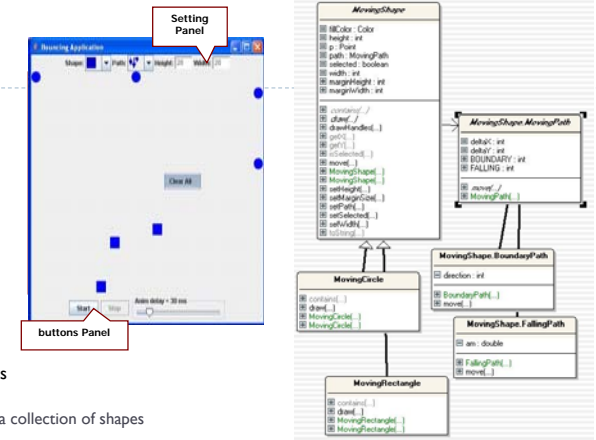 Setting
Panel
Bouncing Application
Shape: Path: Height: 20 Width: 20
Clear All
Start Stop
Anim delay = 30 ms
buttons Panel
s
a collection of shapes
MovingShape
fillColor : Color
height : int
p : Point
path : MovingPath
selected : boolean
width : int
marginHeight : int
marginWidth : int
contains(...)
draw(...)
drawHandles(...)
getX(...)
getY(...)
isSelected(...)
move(...)
MovingShape(...)
MovingShape(...)
setHeight(...)
setMarginSize(...)
setPath(...)
setSelected(...)
setWidth(...)
toString(...)
MovingShape.MovingPath
deltaX : int
deltaY : int
BOUNDARY : int
FALLING : int
move(...)
MovingPath(...)
MovingShape.BoundaryPath
direction : int
BoundaryPath(...)
move(...)
MovingCircle
contains(...)
draw(...)
MovingCircle(...)
MovingCircle(...)
MovingShape.FallingPath
am : double
FallingPath(...)
move(...)
MovingRectangle
contains(...)
draw(...)
MovingRectangle(...)
MovingRectangle(...)